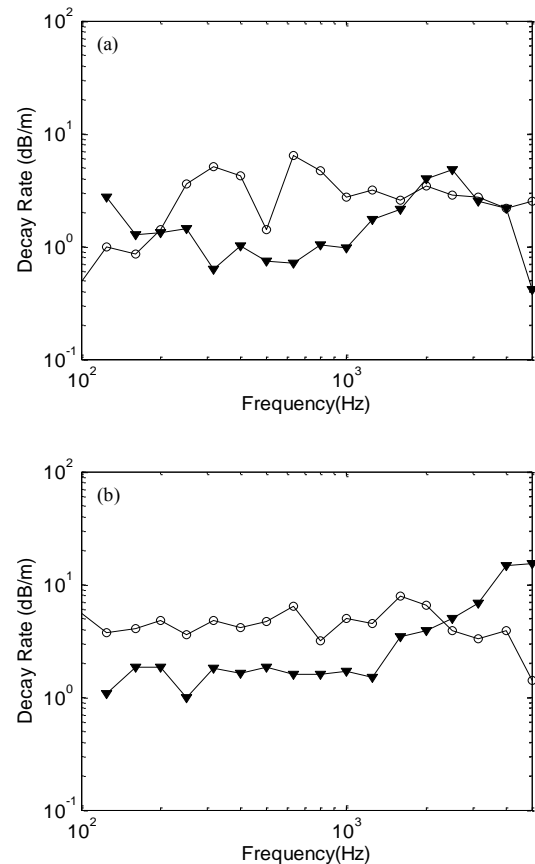 (a)
10^2
10^1
10^0
10^-1
Decay Rate (dB/m)
10^2
10^3
Frequency(Hz)
(b)
10^2
10^1
10^0
10^-1
Decay Rate (dB/m)
10^2
10^3
Frequency(Hz)